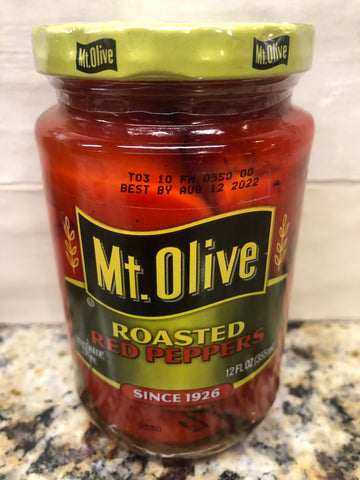 Mt. Olive
Mt. Olive
T03 10 FM 0350 00
BEST BY AUG 12 2022
Mt. Olive
ROASTED
RED PEPPERS
12 FL OZ
SINCE 1926